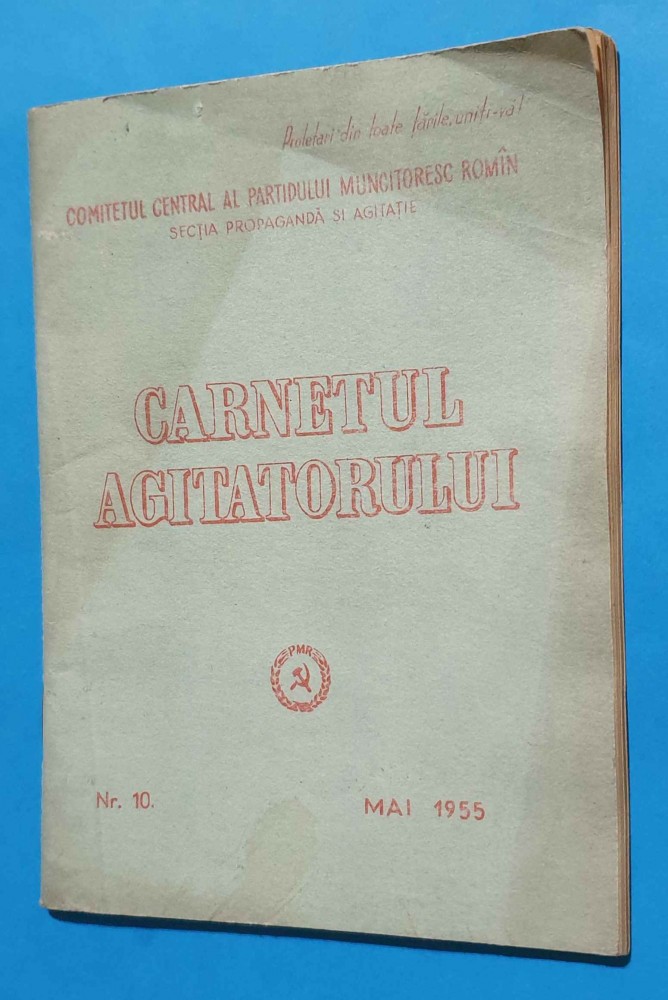 Proletari din toate țările, uniți-vă!
COMITETUL CENTRAL AL PARTIDULUI MUNCITORESC ROMÎN
SECȚIA PROPAGANDĂ ȘI AGITAȚIE
CARNETUL
AGITATORULUI
PMR
Nr. 10.
MAI 1955